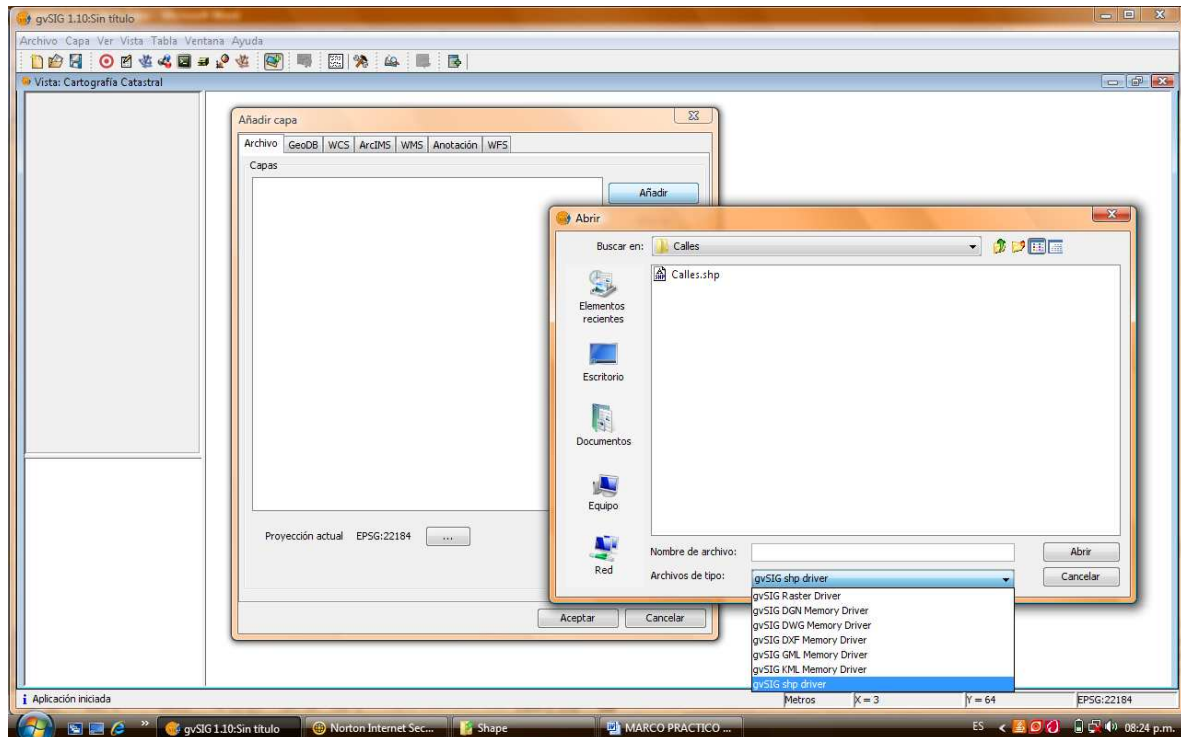 gvSIG 1.10:Sin título
Archivo Capa Ver Vista Tabla Ventana Ayuda
Vista: Cartografía Catastral
Añadir capa
Archivo GeoDB WCS ArcIMS WMS Anotación WFS
Capas
Añadir
Abrir
Buscar en: Calles
Calles.shp
Elementos
recientes
Escritorio
Documentos
Equipo
Red
Nombre de archivo:
Abrir
Archivos de tipo: gvSIG shp driver
Cancelar
gvSIG Raster Driver
gvSIG DGN Memory Driver
gvSIG DWG Memory Driver
gvSIG DXF Memory Driver
gvSIG GML Memory Driver
gvSIG KML Memory Driver
gvSIG shp driver
Proyección actual EPSG:22184 ...
Aceptar Cancelar
Aplicación iniciada
Metros X = 3 Y = 64 EPSG:22184
gvSIG 1.10:Sin título Norton Internet Sec... Shape MARCO PRACTICO ... ES 08:24 p.m.